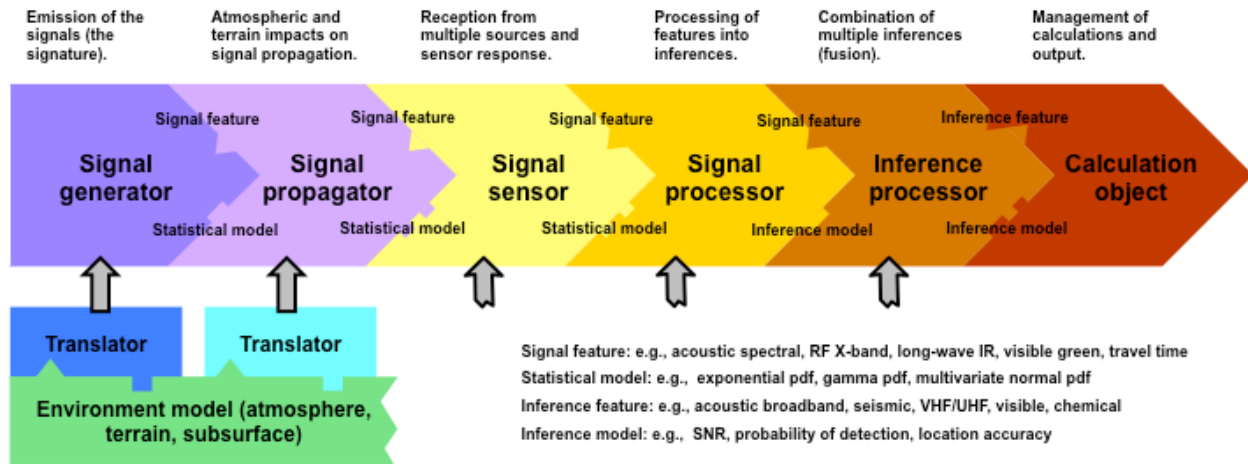 Emission of the
signals (the
signature).
Atmospheric and
terrain impacts on
signal propagation.
Reception from
multiple sources and
sensor response.
Processing of
features into
inferences.
Combination of
multiple inferences
(fusion).
Management of
calculations and
output.
Signal feature
Signal feature
Signal feature
Signal feature
Inference feature
Signal
generator
Signal
propagator
Signal
sensor
Signal
processor
Inference
processor
Calculation
object
Statistical model
Statistical model
Statistical model
Inference model
Inference model
Translator
Translator
Environment model (atmosphere,
terrain, subsurface)
Signal feature: e.g., acoustic spectral, RF X-band, long-wave IR, visible green, travel time
Statistical model: e.g., exponential pdf, gamma pdf, multivariate normal pdf
Inference feature: e.g., acoustic broadband, seismic, VHF/UHF, visible, chemical
Inference model: e.g., SNR, probability of detection, location accuracy